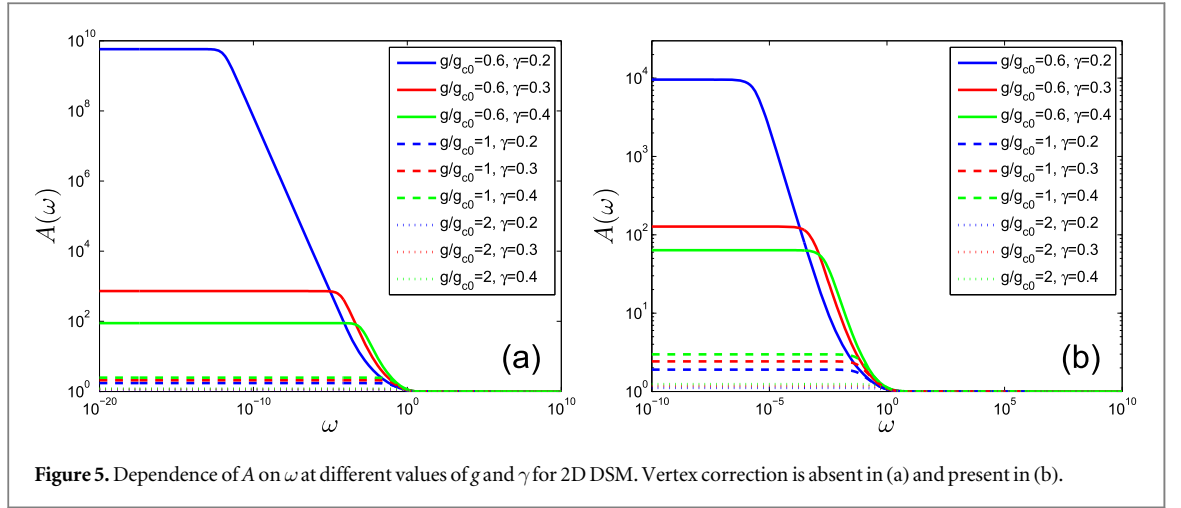 10^10
10^8
10^6
10^4
10^2
10^0
A(ω)
10^-20
10^-10
10^0
10^10
ω
g/g_c0=0.6, γ=0.2
g/g_c0=0.6, γ=0.3
g/g_c0=0.6, γ=0.4
g/g_c0=1, γ=0.2
g/g_c0=1, γ=0.3
g/g_c0=1, γ=0.4
g/g_c0=2, γ=0.2
g/g_c0=2, γ=0.3
g/g_c0=2, γ=0.4
(a)
10^4
10^3
10^2
10^1
10^0
A(ω)
10^-10
10^-5
10^0
10^5
10^10
ω
g/g_c0=0.6, γ=0.2
g/g_c0=0.6, γ=0.3
g/g_c0=0.6, γ=0.4
g/g_c0=1, γ=0.2
g/g_c0=1, γ=0.3
g/g_c0=1, γ=0.4
g/g_c0=2, γ=0.2
g/g_c0=2, γ=0.3
g/g_c0=2, γ=0.4
(b)
Figure 5. Dependence of A on ω at different values of g and γ for 2D DSM. Vertex correction is absent in (a) and present in (b).